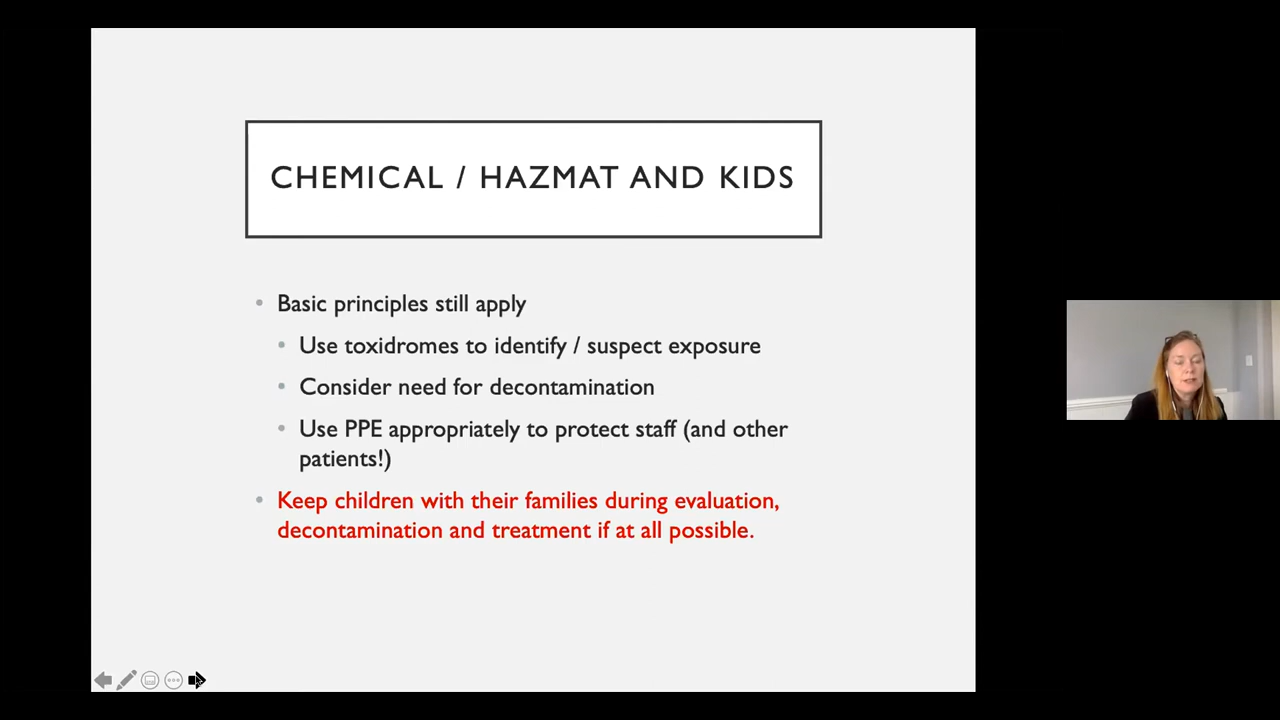 CHEMICAL / HAZMAT AND KIDS
Basic principles still apply
Use toxidromes to identify / suspect exposure
Consider need for decontamination
Use PPE appropriately to protect staff (and other
patients!)
Keep children with their families during evaluation,
decontamination and treatment if at all possible.